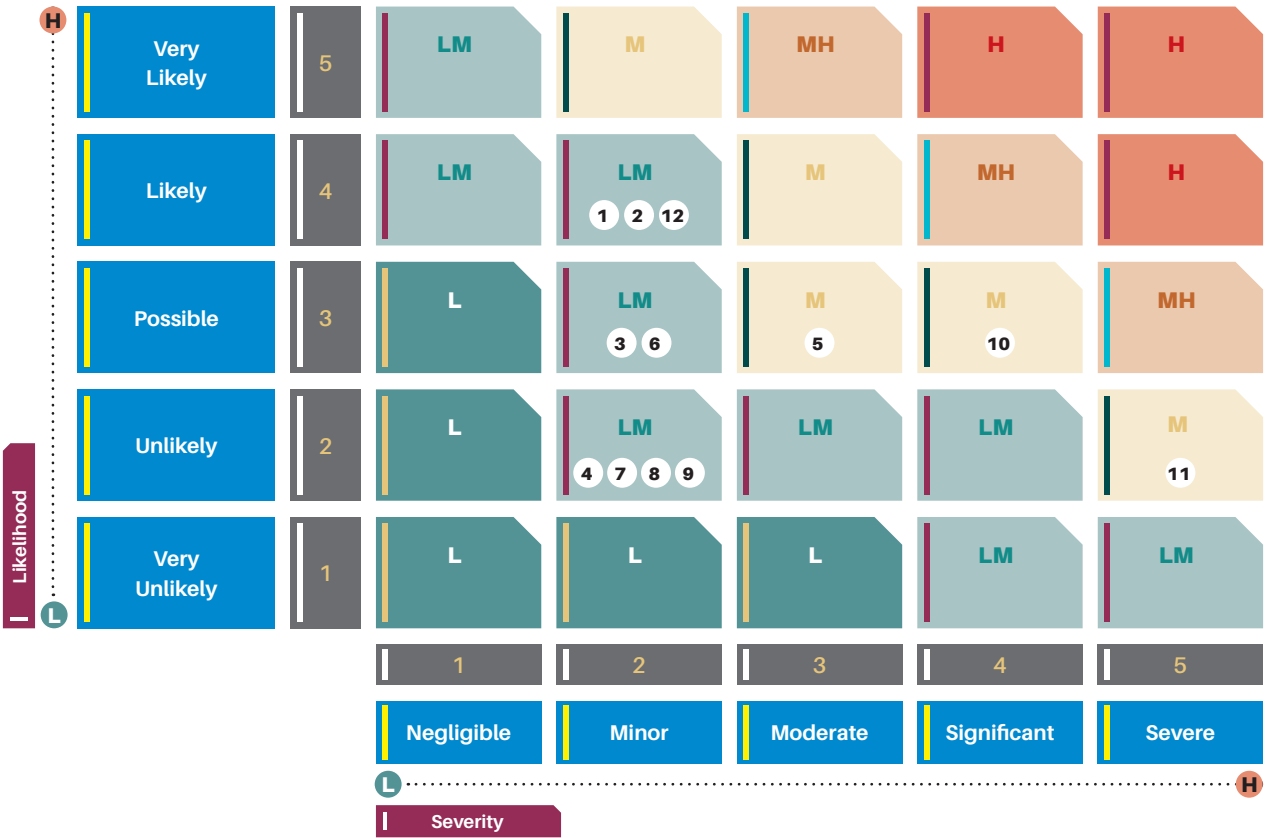 H
Very
Likely
5
LM
M
MH
H
H
Likely
4
LM
LM
1 2 12
M
MH
H
Possible
3
L
LM
3 6
M
5
M
10
MH
Unlikely
2
L
LM
4 7 8 9
LM
LM
M
11
Very
Unlikely
1
L
L
L
LM
LM
Likelihood
L
1 2 3 4 5
Negligible Minor Moderate Significant Severe
L H
Severity